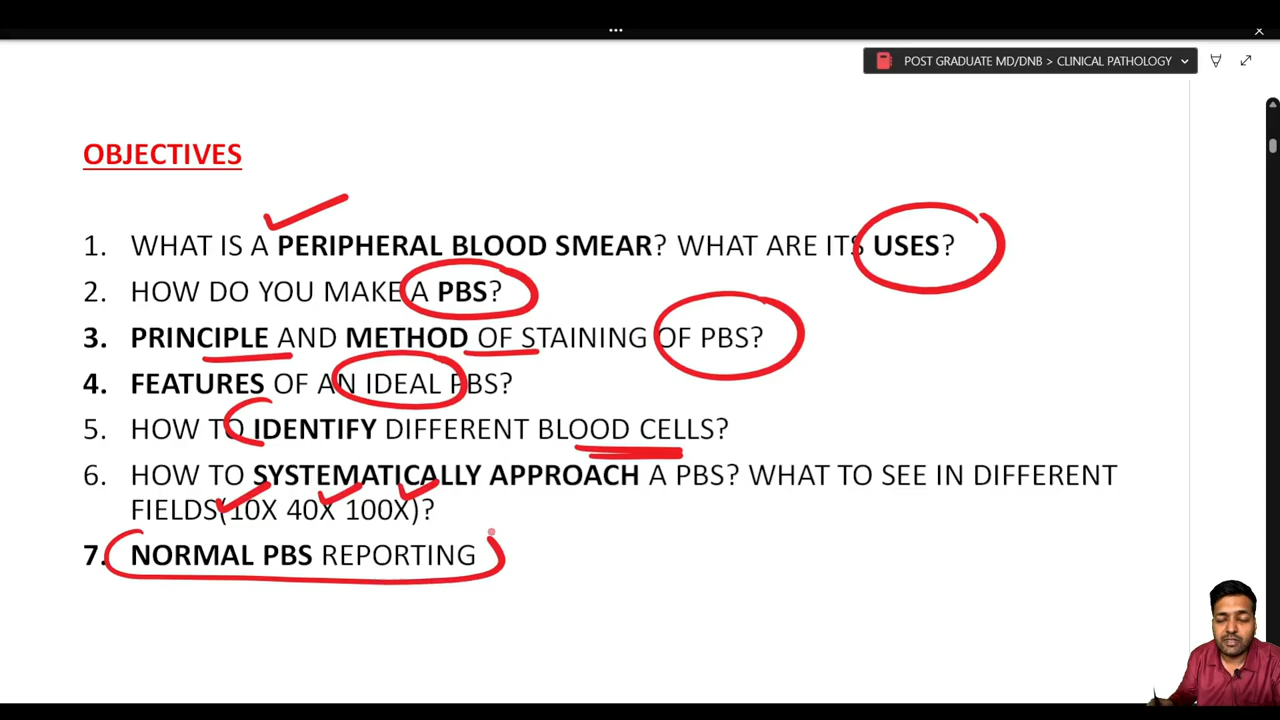 POST GRADUATE MD/DNB > CLINICAL PATHOLOGY
OBJECTIVES
1. WHAT IS A PERIPHERAL BLOOD SMEAR? WHAT ARE ITS USES?
2. HOW DO YOU MAKE A PBS?
3. PRINCIPLE AND METHOD OF STAINING OF PBS?
4. FEATURES OF AN IDEAL PBS?
5. HOW TO IDENTIFY DIFFERENT BLOOD CELLS?
6. HOW TO SYSTEMATICALLY APPROACH A PBS? WHAT TO SEE IN DIFFERENT
FIELDS(10X 40X 100X)?
7. NORMAL PBS REPORTING